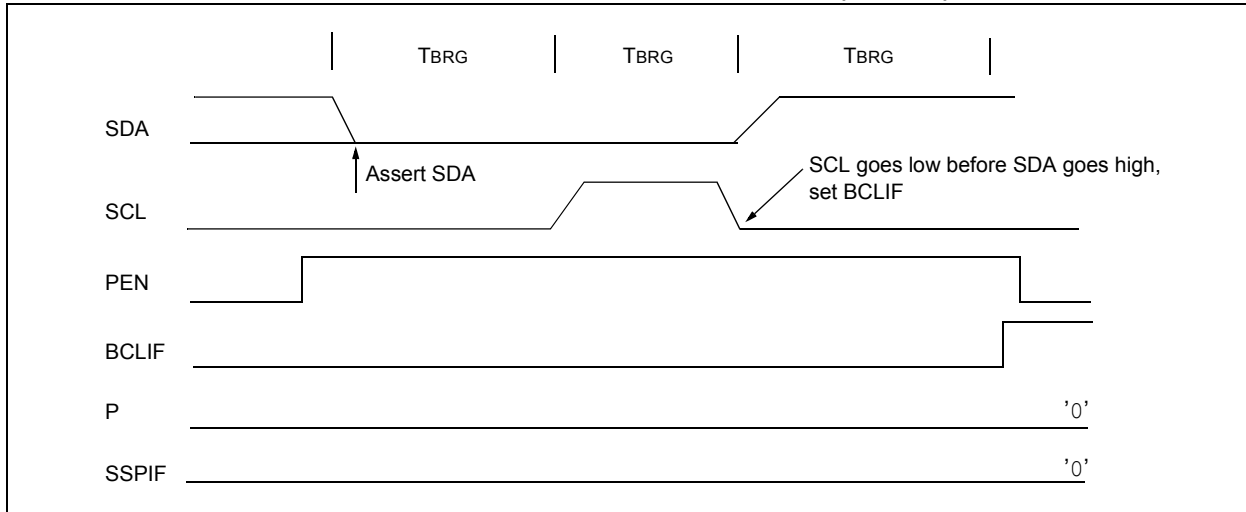 TBRG TBRG TBRG
SDA
Assert SDA
SCL goes low before SDA goes high,
set BCLIF
SCL
PEN
BCLIF
P '0'
SSPIF '0'